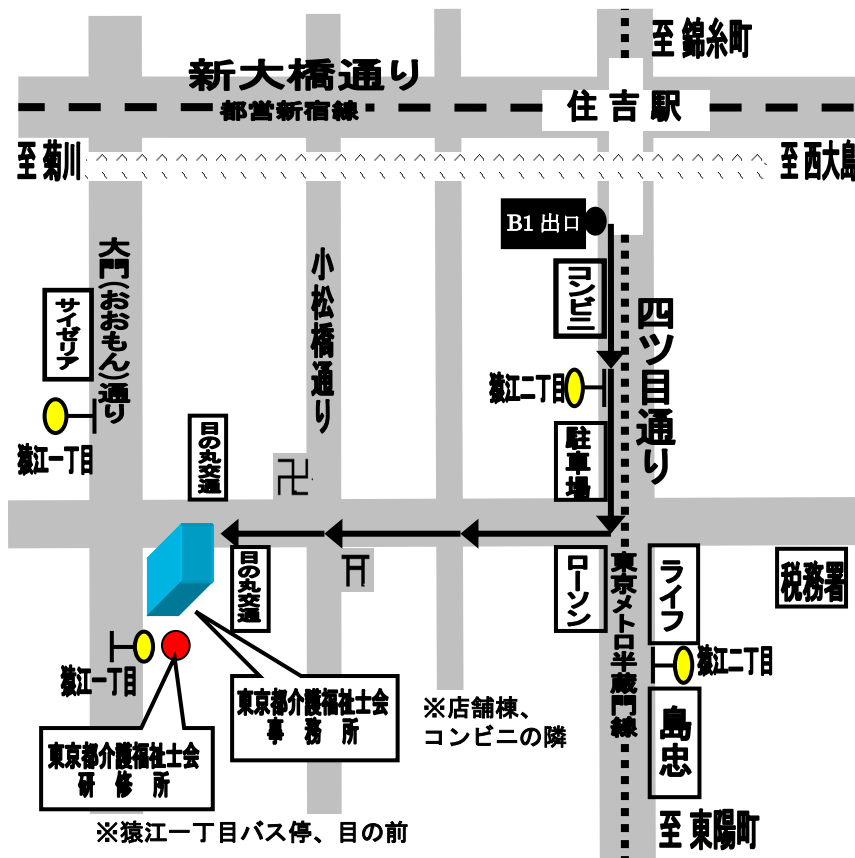 至 錦糸町
新大橋通り
都営新宿線
住 吉 駅
至 菊川
至 西大島
B1 出口
コンビニ
大門(おおもん)通り
小松橋通り
四ツ目通り
サイゼリア
猿江二丁目
猿江一丁目
日の丸交通
駐車場
卍
日の丸交通
ローソン
東京メトロ半蔵門線
ライフ
税務署
猿江一丁目
猿江二丁目
東京都介護福祉士会
事 務 所
※店舗棟、
コンビニの隣
島忠
東京都介護福祉士会
研 修 所
※猿江一丁目バス停、目の前
至 東陽町